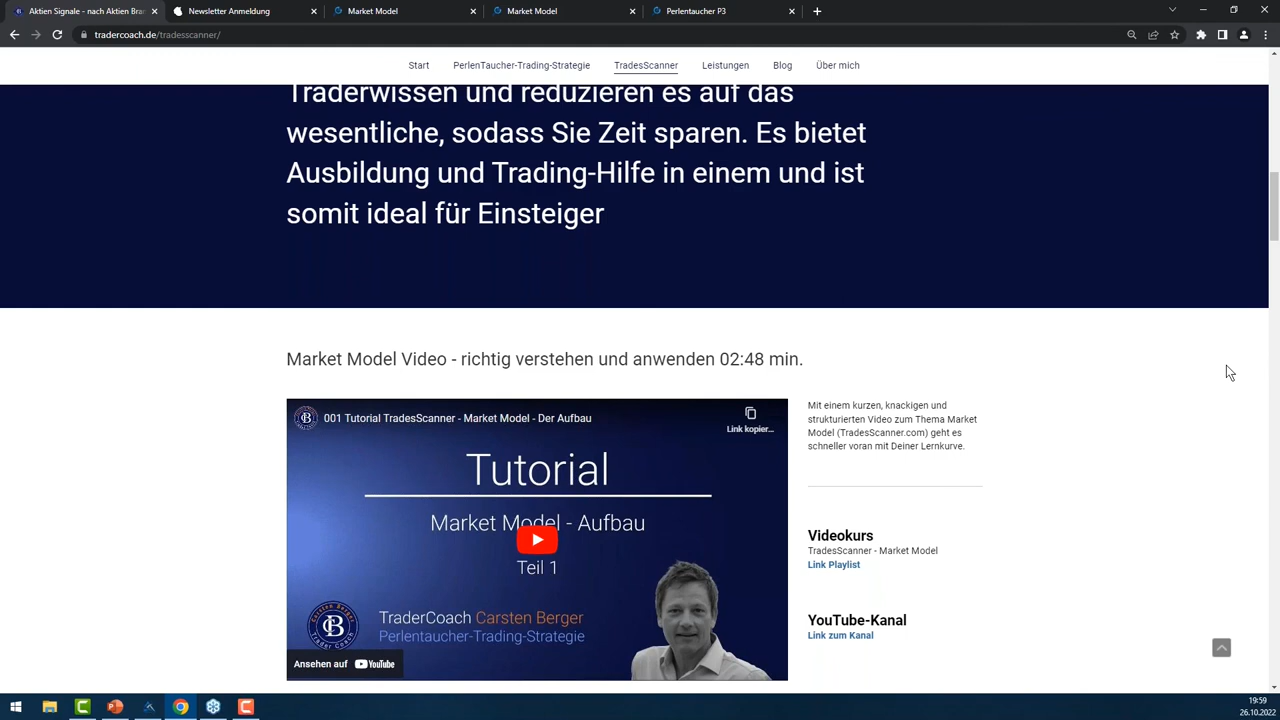 Aktien Signale - nach Aktien Bran
Newsletter Anmeldung
Market Model
Market Model
Perlentaucher P3
tradercoach.de/tradesscanner/
Start
PerlenTaucher-Trading-Strategie
TradesScanner
Leistungen
Blog
Über mich
Traderwissen und reduzieren es auf das
wesentliche, sodass Sie Zeit sparen. Es bietet
Ausbildung und Trading-Hilfe in einem und ist
somit ideal für Einsteiger
Market Model Video - richtig verstehen und anwenden 02:48 min.
001 Tutorial TradesScanner - Market Model - Der Aufbau
Link kopier...
Tutorial
Market Model - Aufbau
Teil 1
TraderCoach Carsten Berger
Perlentaucher-Trading-Strategie
Carsten Berger
CB
Trader Coach
Ansehen auf YouTube
Mit einem kurzen, knackigen und
strukturierten Video zum Thema Market
Model (TradesScanner.com) geht es
schneller voran mit Deiner Lernkurve.
Videokurs
TradesScanner - Market Model
Link Playlist
YouTube-Kanal
Link zum Kanal
19:59
26.10.2022